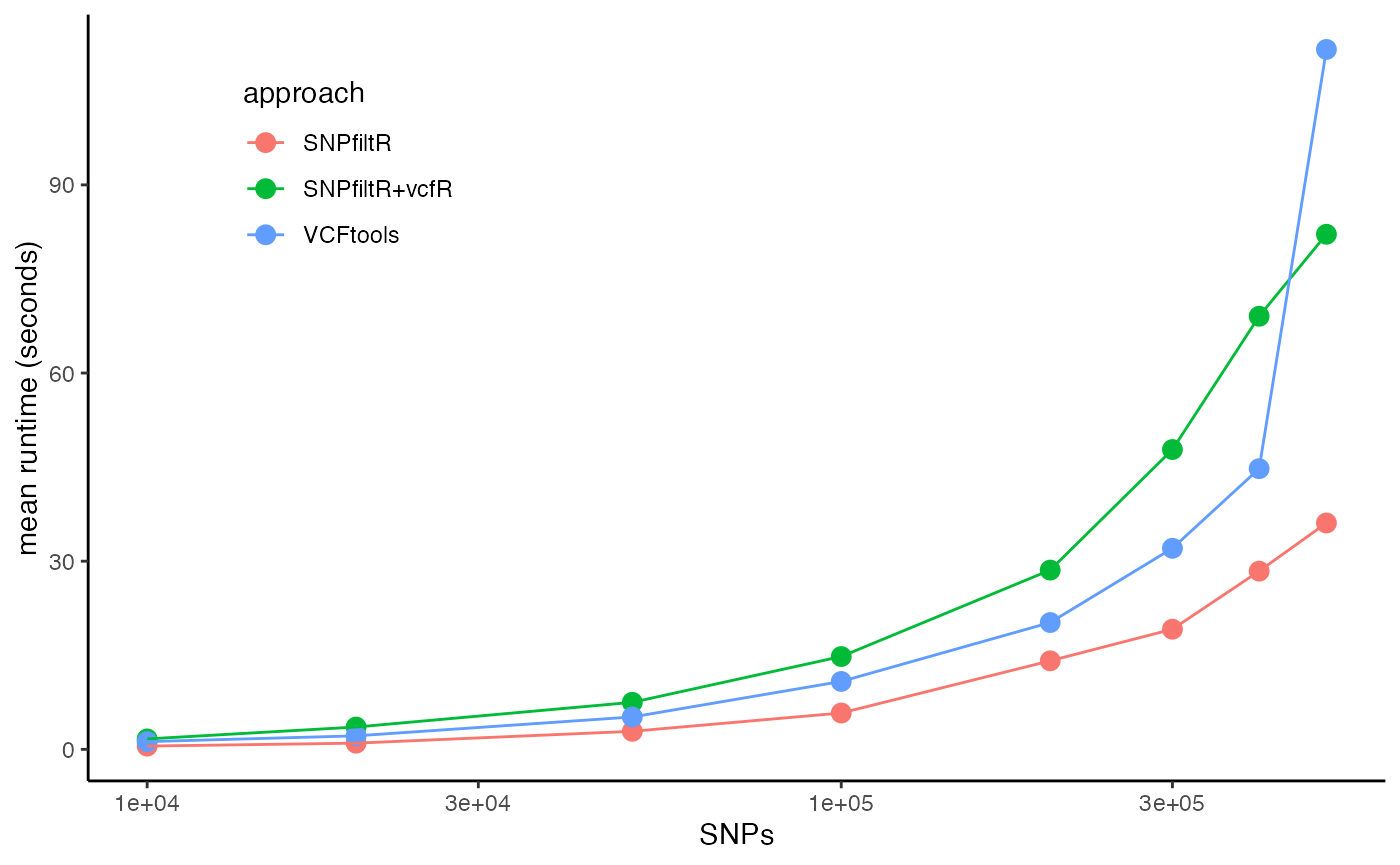 approach
SNPfiltR
SNPfiltR+vcfR
VCFtools
mean runtime (seconds)
90
60
30
0
1e+04
3e+04
1e+05
3e+05
SNPs